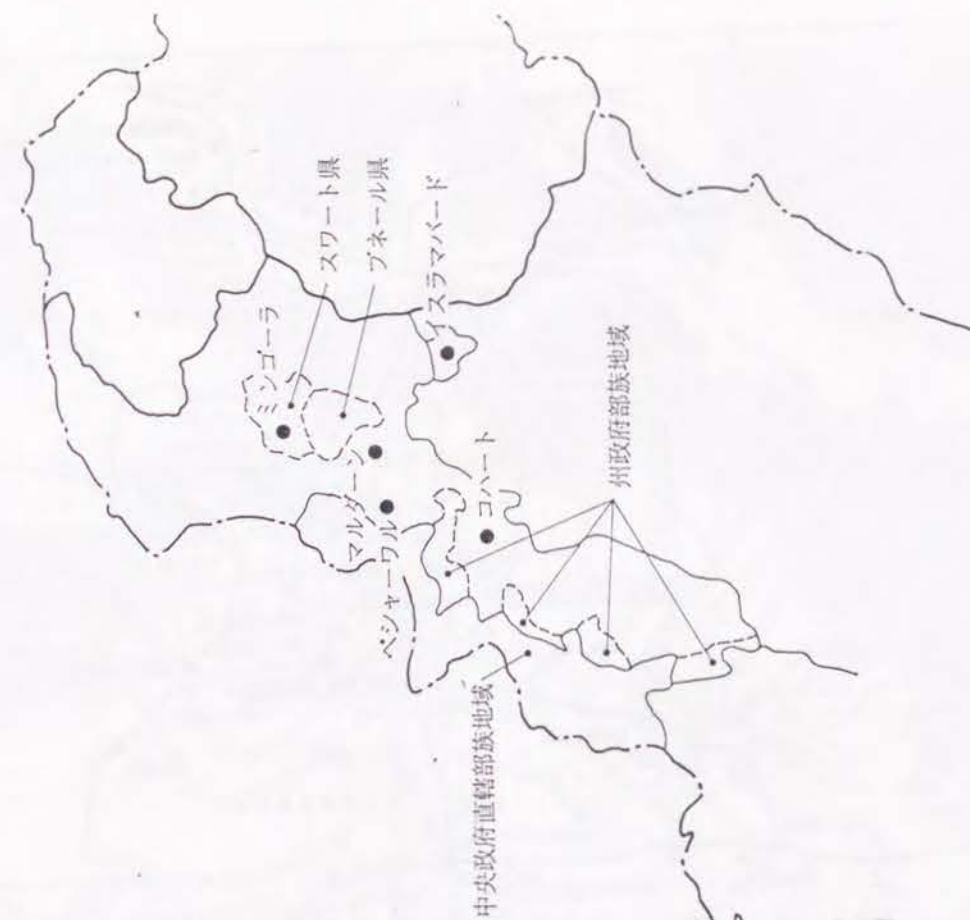 ミンゴーラ
スワート県
ブネール県
イスラマバード
マルダーン
ペシャーワル
コハート
州政府部族地域
中央政府直轄部族地域